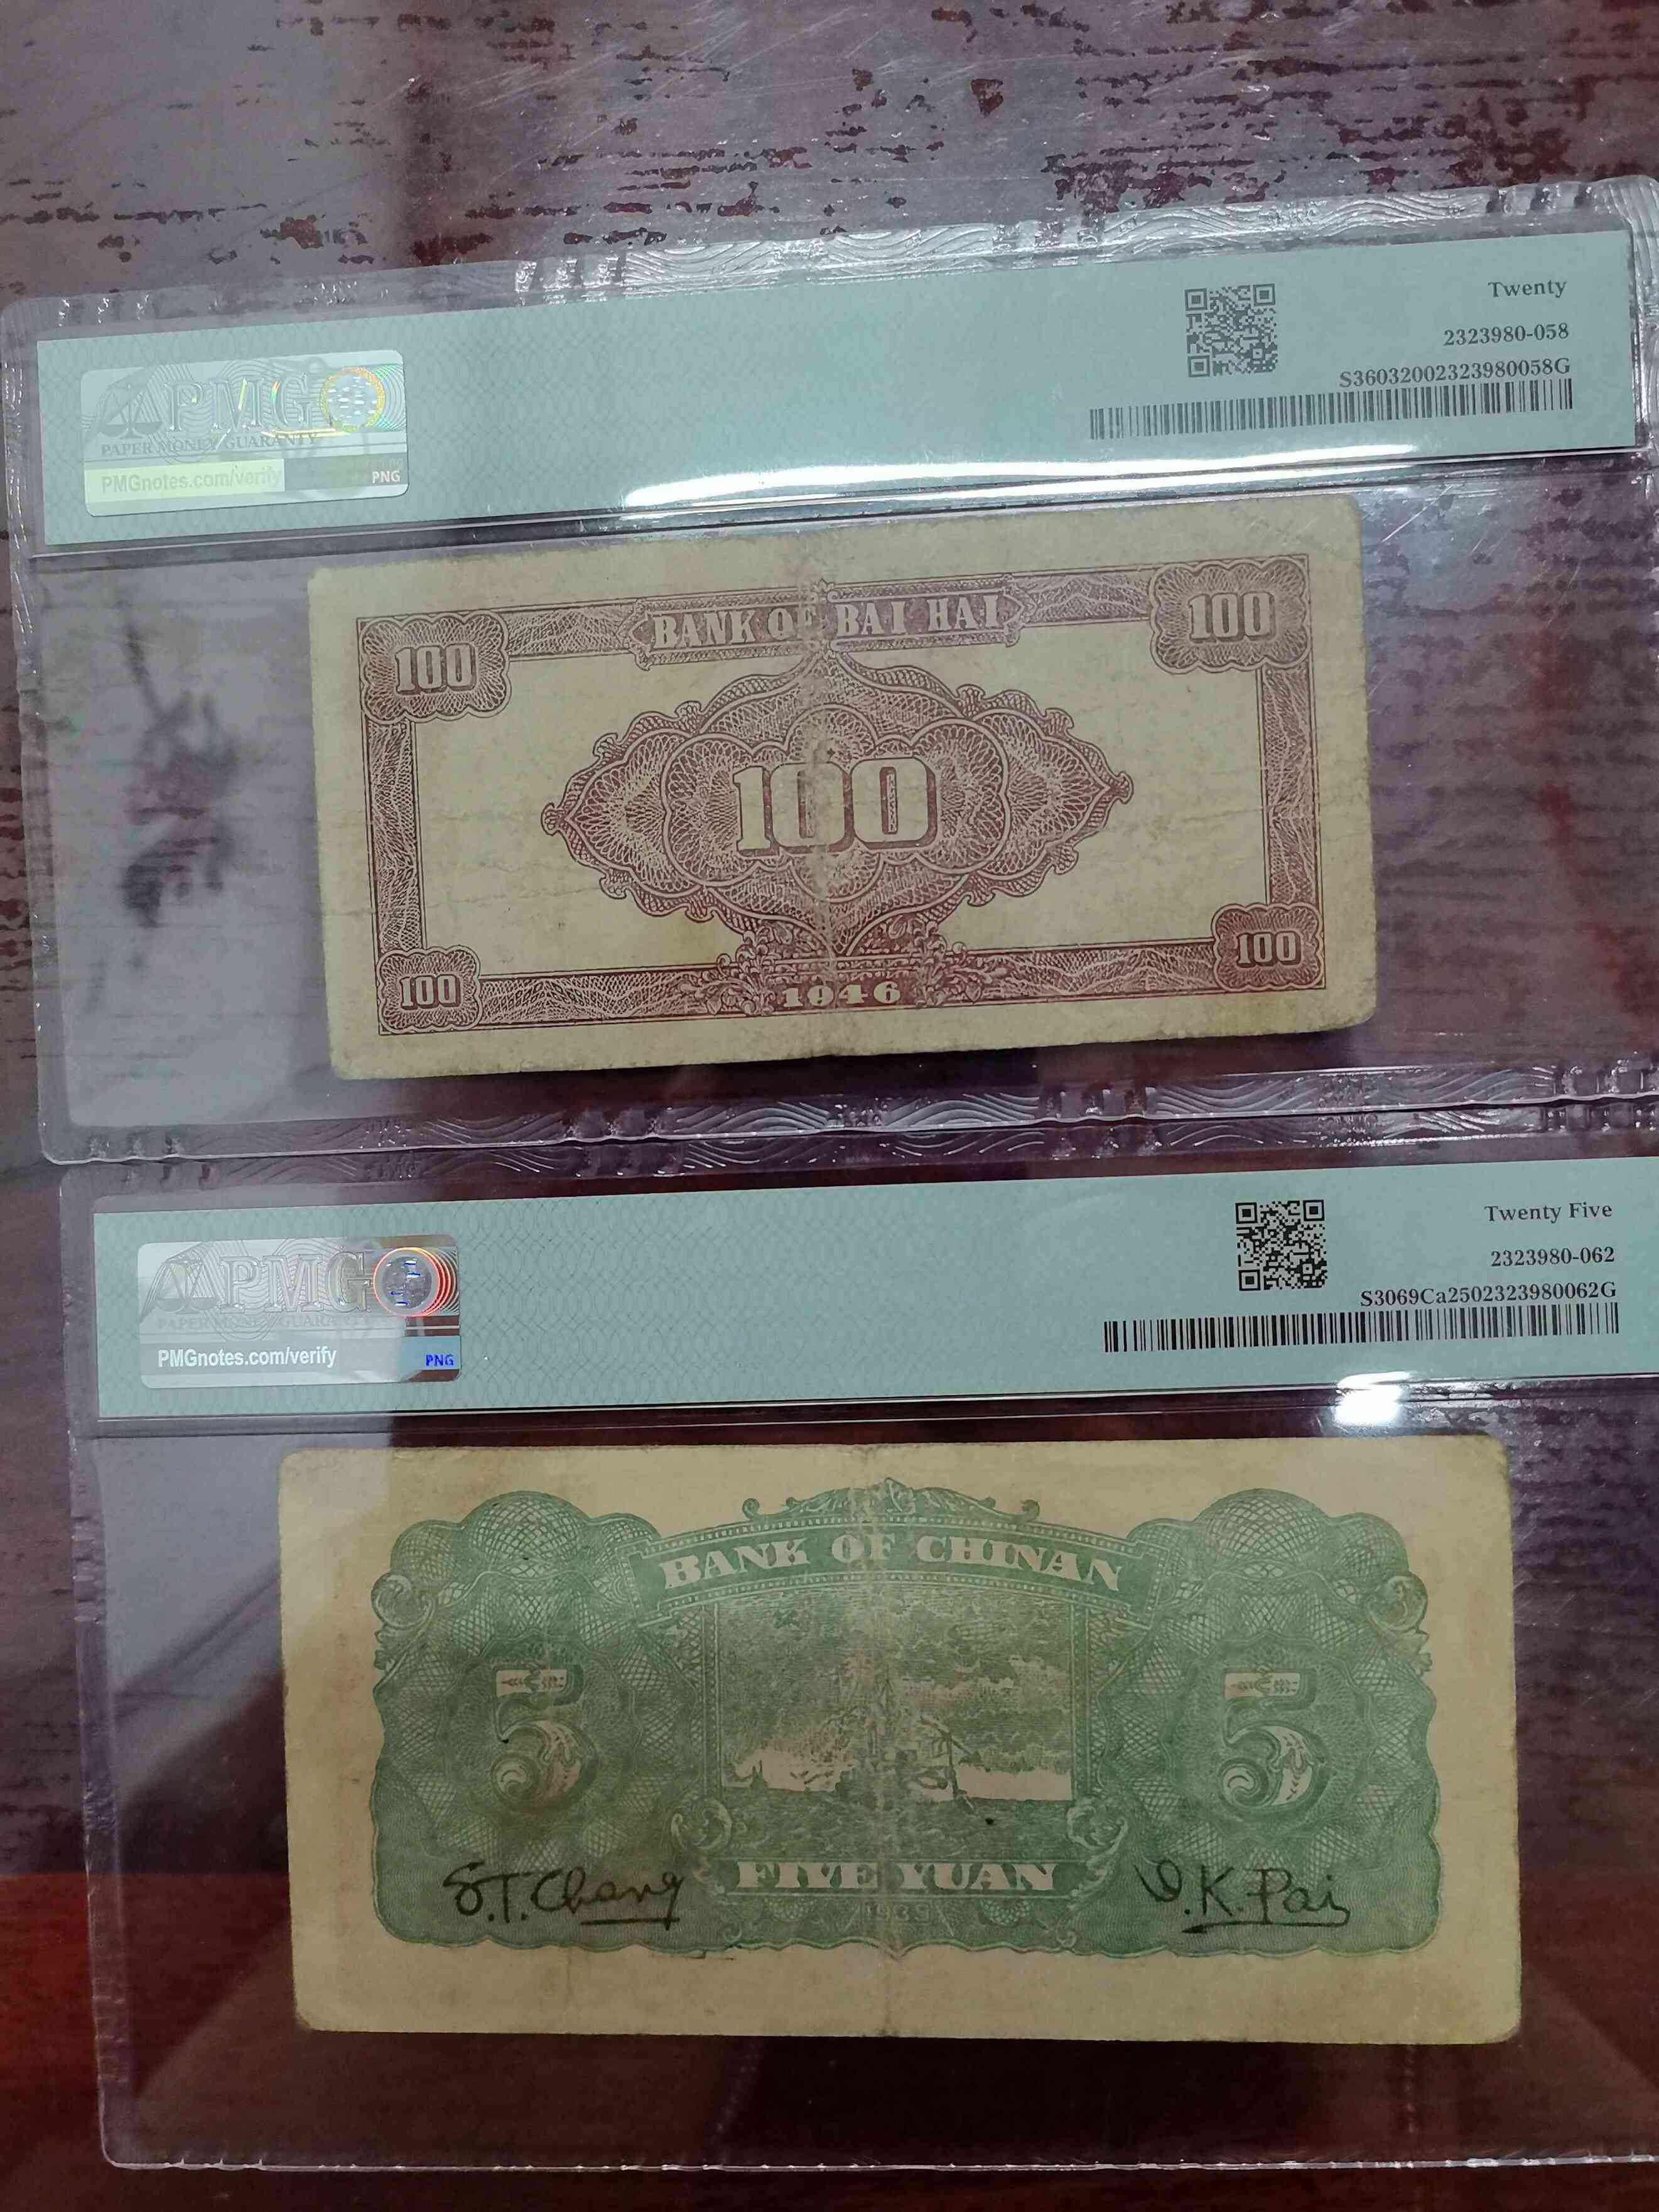 Twenty
2323980-058
S36032002323980058G
PMG
PAPER MONEY GUARANTY
PMGnotes.com/verify
PNG
BANK OF BAI HAI
100
100
100
100
100
1946
Twenty Five
2323980-062
S3069Ca2502323980062G
PMG
PAPER MONEY GUARANTY
PMGnotes.com/verify
PNG
BANK OF CHINAN
5
5
FIVE YUAN
S.T. Chang
K. Pai
1939